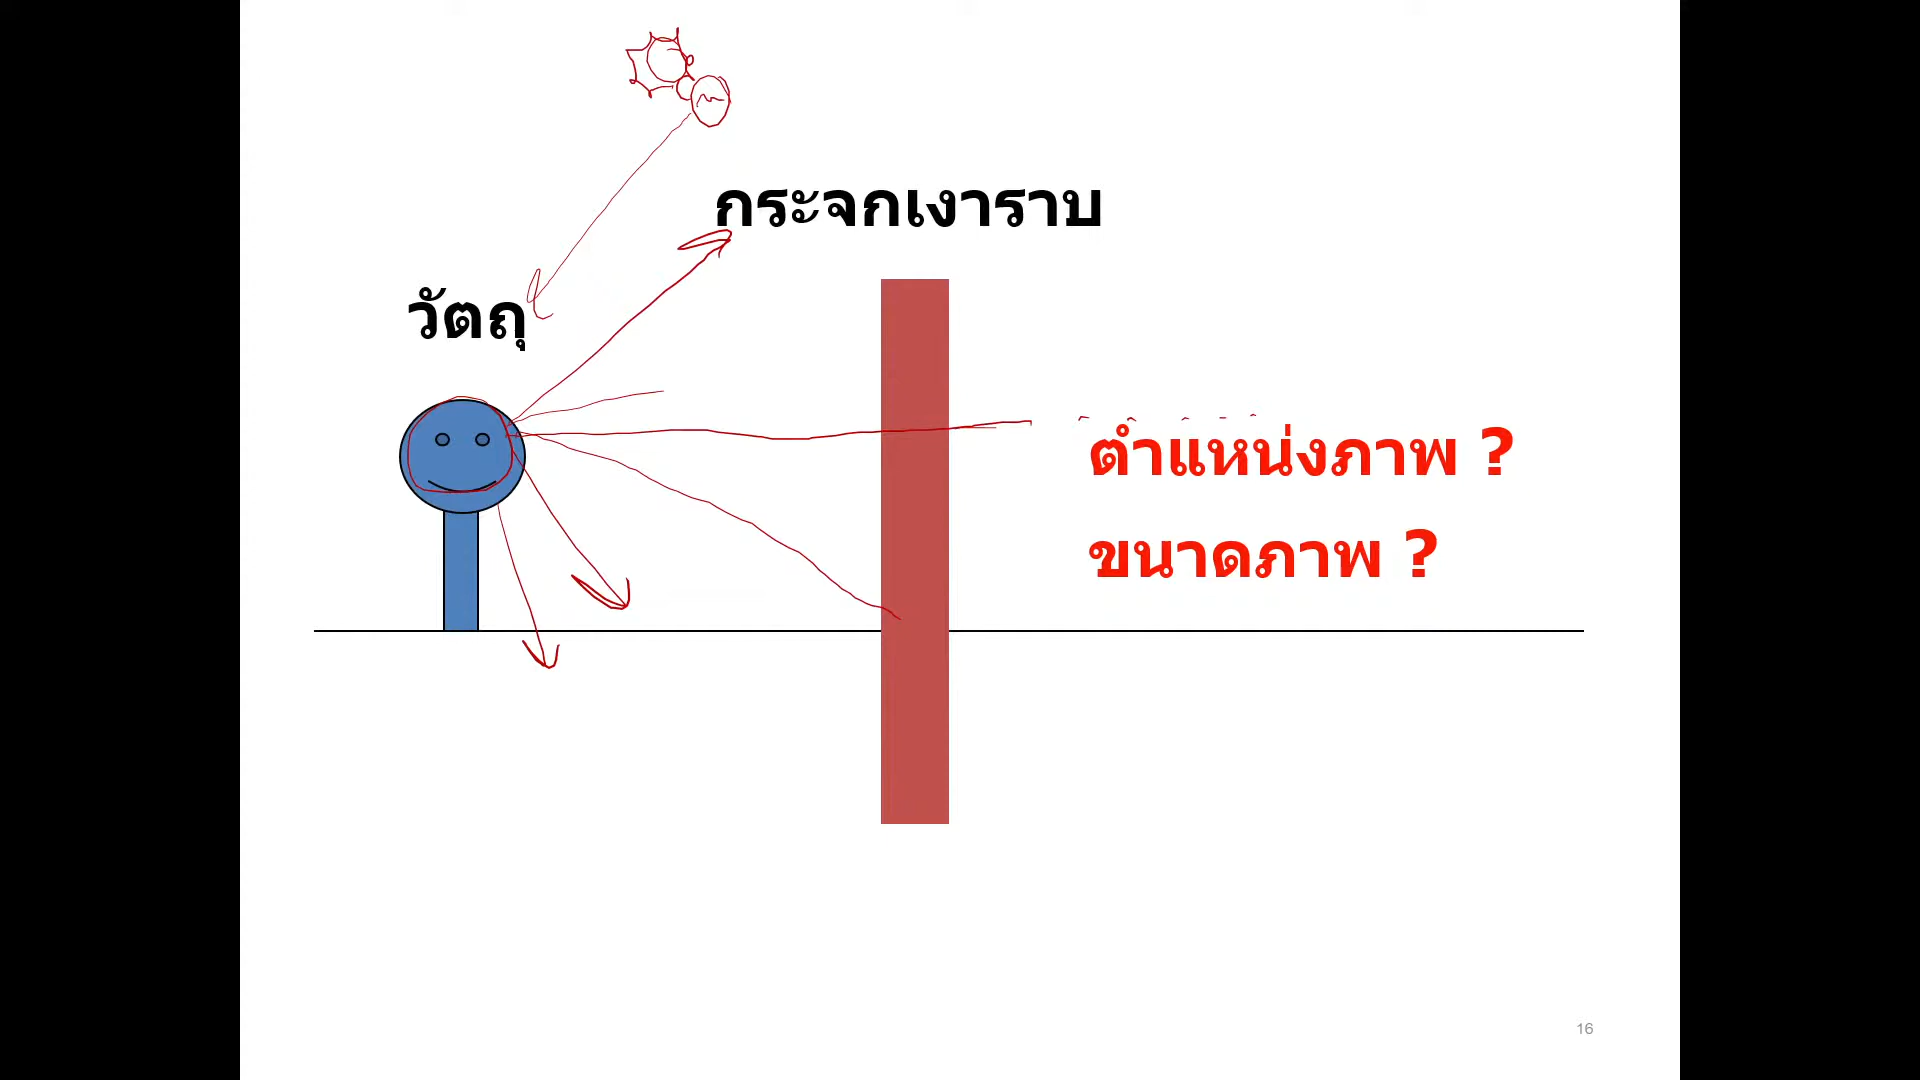 กระจกเงาราบ
วัตถุ
ตำแหน่งภาพ ?
ขนาดภาพ ?
16